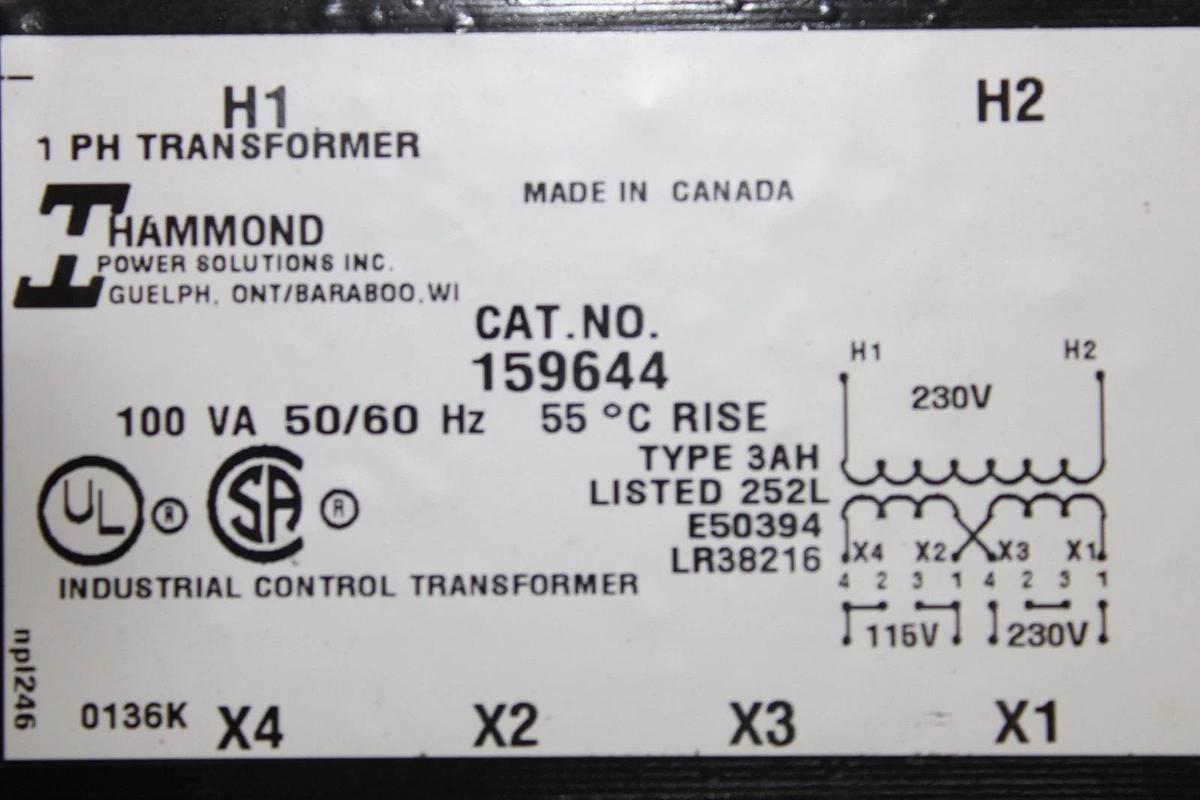 H1
H2
1 PH TRANSFORMER
MADE IN CANADA
HAMMOND
POWER SOLUTIONS INC.
GUELPH, ONT/BARABOO, WI
CAT.NO.
159644
100 VA 50/60 Hz 55 °C RISE
TYPE 3AH
LISTED 252L
E50394
LR38216
UL ® SA ®
INDUSTRIAL CONTROL TRANSFORMER
H1 H2
230V
X4 X2 X3 X1
4 2 3 1 4 2 3 1
115V 230V
npl246
0136K X4 X2 X3 X1